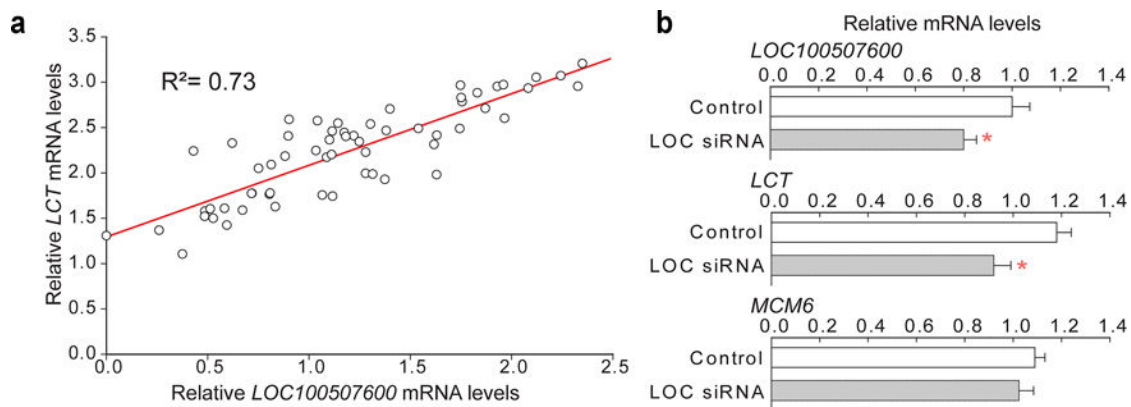 a
R²= 0.73
Relative LCT mRNA levels
3.5
3.0
2.5
2.0
1.5
1.0
0.5
0.0
0.0 0.5 1.0 1.5 2.0 2.5
Relative LOC100507600 mRNA levels
b
Relative mRNA levels
LOC100507600
0.0 0.2 0.4 0.6 0.8 1.0 1.2 1.4
Control
LOC siRNA *
LCT
0.0 0.2 0.4 0.6 0.8 1.0 1.2 1.4
Control
LOC siRNA *
MCM6
0.0 0.2 0.4 0.6 0.8 1.0 1.2 1.4
Control
LOC siRNA